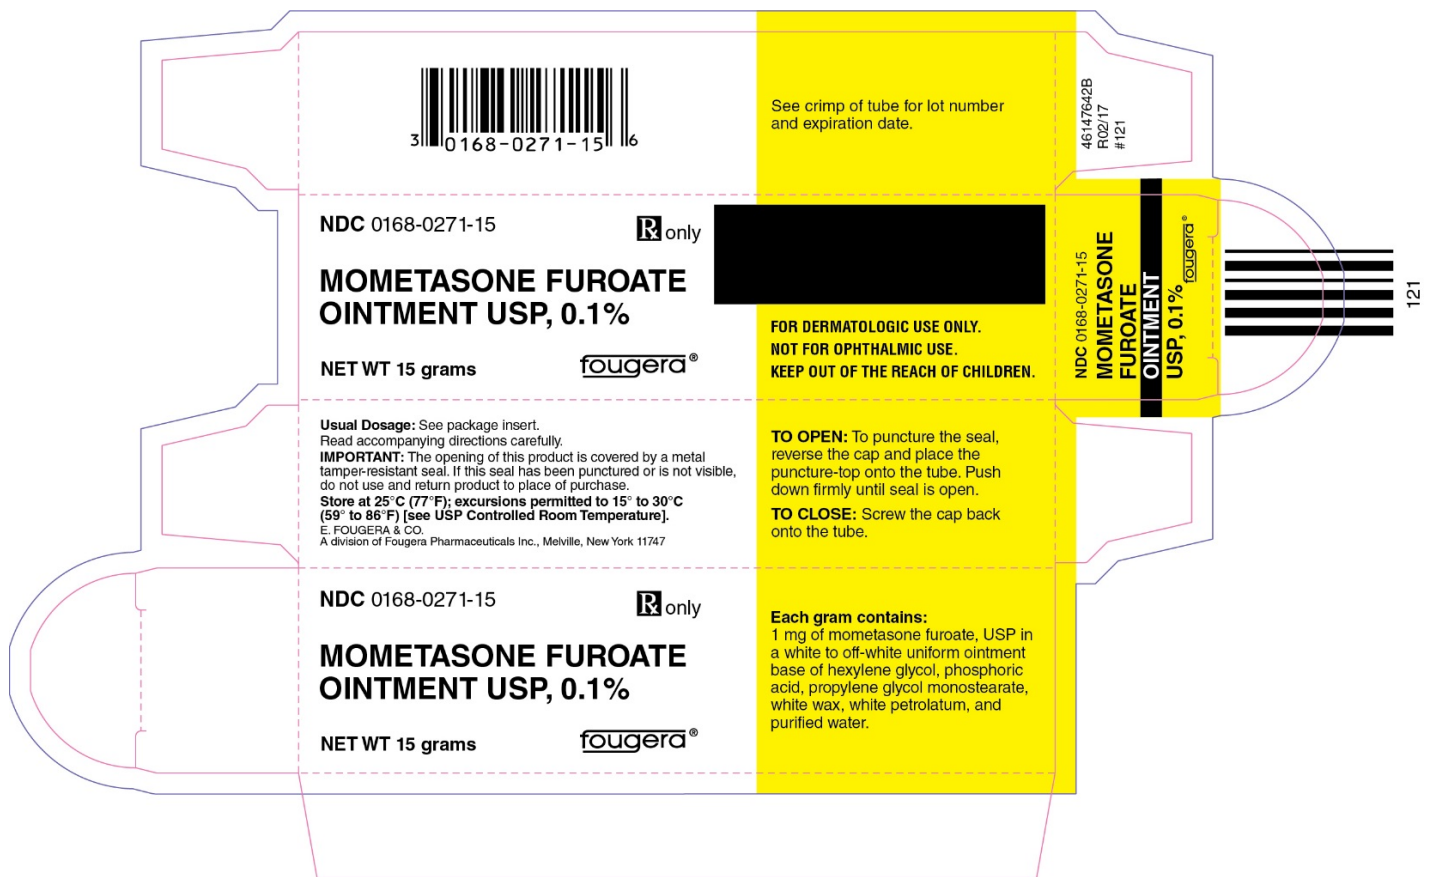 3 0168-0271-15 6
See crimp of tube for lot number
and expiration date.
46147642B
R02/17
#121
NDC 0168-0271-15
Rx only
MOMETASONE FUROATE
OINTMENT USP, 0.1%
NET WT 15 grams
fougera®
FOR DERMATOLOGIC USE ONLY.
NOT FOR OPHTHALMIC USE.
KEEP OUT OF THE REACH OF CHILDREN.
NDC 0168-0271-15
MOMETASONE
FUROATE
OINTMENT
USP, 0.1%
fougera®
121
Usual Dosage: See package insert.
Read accompanying directions carefully.
IMPORTANT: The opening of this product is covered by a metal
tamper-resistant seal. If this seal has been punctured or is not visible,
do not use and return product to place of purchase.
Store at 25°C (77°F); excursions permitted to 15° to 30°C
(59° to 86°F) [see USP Controlled Room Temperature].
E. FOUGERA & CO.
A division of Fougera Pharmaceuticals Inc., Melville, New York 11747
TO OPEN: To puncture the seal,
reverse the cap and place the
puncture-top onto the tube. Push
down firmly until seal is open.
TO CLOSE: Screw the cap back
onto the tube.
NDC 0168-0271-15
Rx only
MOMETASONE FUROATE
OINTMENT USP, 0.1%
NET WT 15 grams
fougera®
Each gram contains:
1 mg of mometasone furoate, USP in
a white to off-white uniform ointment
base of hexylene glycol, phosphoric
acid, propylene glycol monostearate,
white wax, white petrolatum, and
purified water.